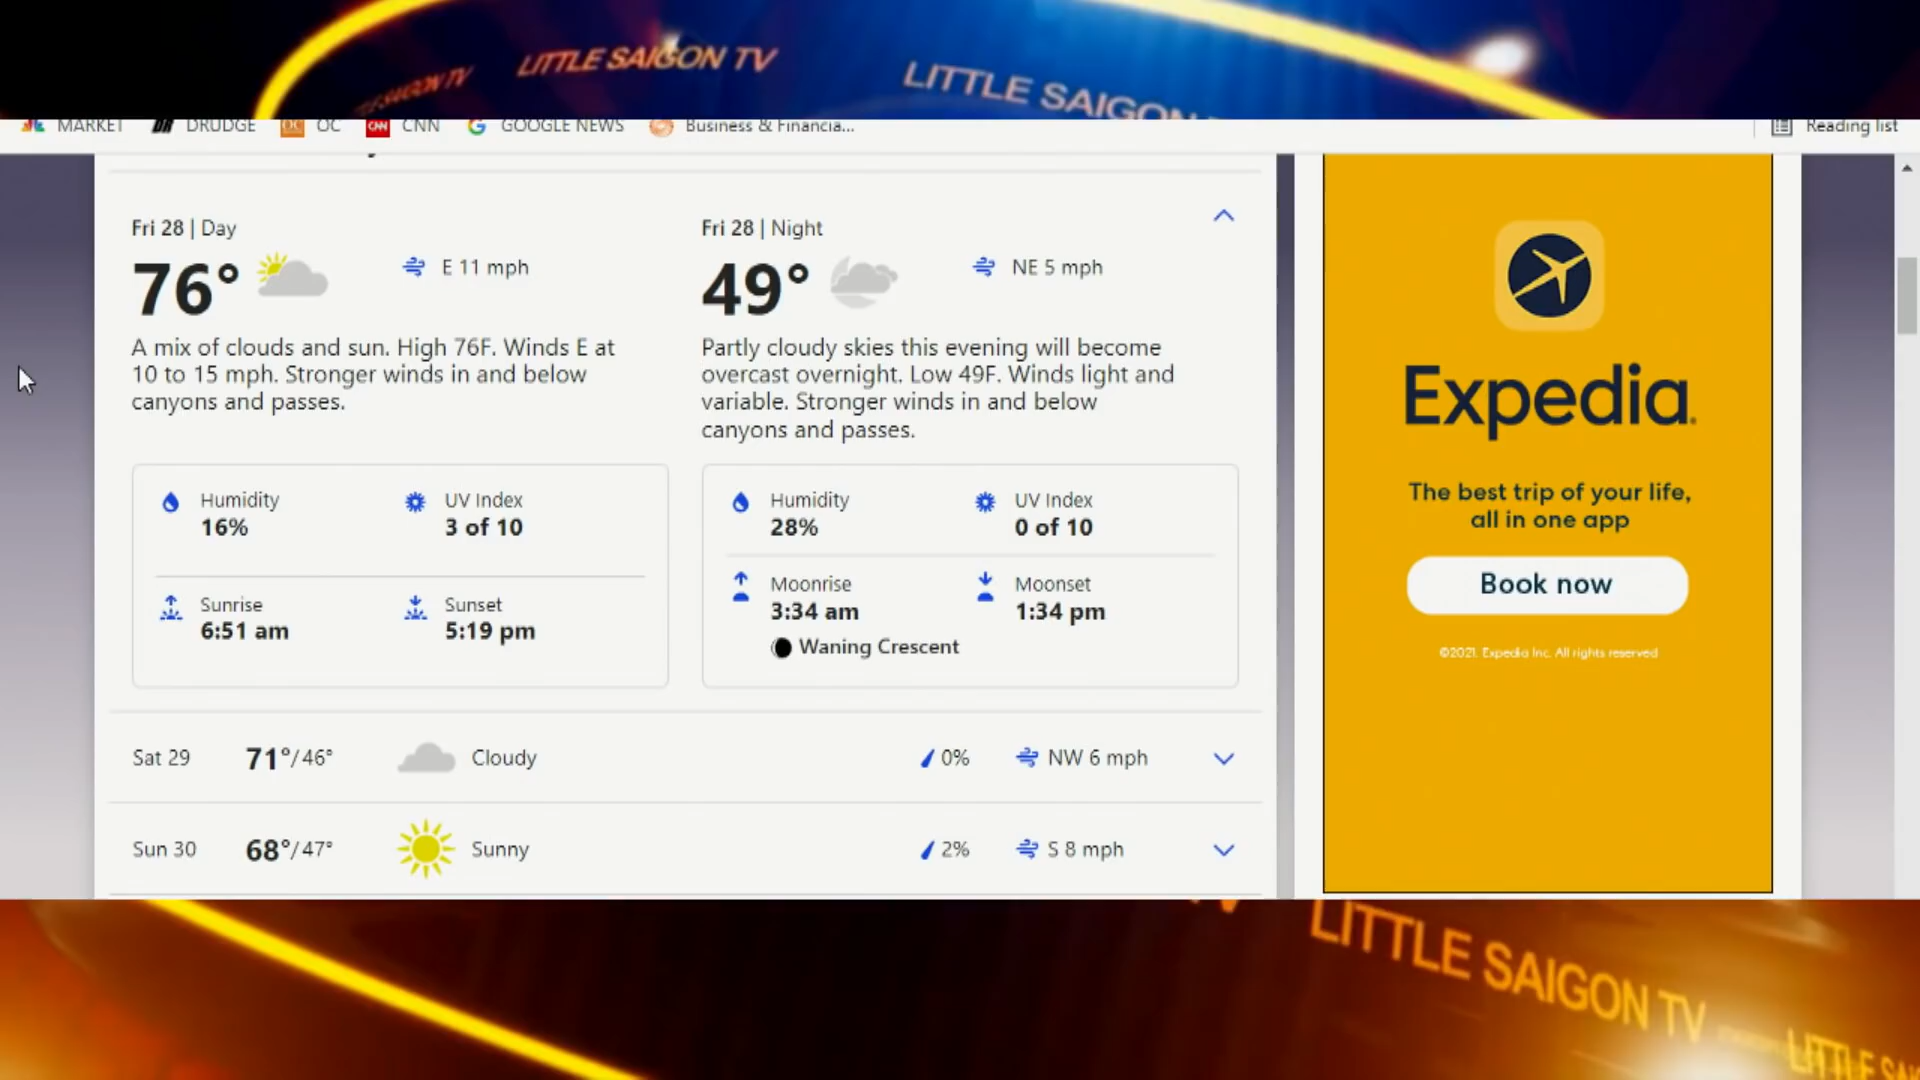 LITTLE SAIGON TV
LITTLE SAIGON
SAIGON TV
MARKET
DRUDGE
OC
OC
CNN
CNN
GOOGLE NEWS
Business & Financia...
Reading list
Fri 28 | Day
76°
E 11 mph
A mix of clouds and sun. High 76F. Winds E at
10 to 15 mph. Stronger winds in and below
canyons and passes.
Humidity
16%
UV Index
3 of 10
Sunrise
6:51 am
Sunset
5:19 pm
Fri 28 | Night
49°
NE 5 mph
Partly cloudy skies this evening will become
overcast overnight. Low 49F. Winds light and
variable. Stronger winds in and below
canyons and passes.
Humidity
28%
UV Index
0 of 10
Moonrise
3:34 am
Moonset
1:34 pm
Waning Crescent
Sat 29 71°/46° Cloudy 0% NW 6 mph
Sun 30 68°/47° Sunny 2% S 8 mph
Expedia
The best trip of your life,
all in one app
Book now
©2021. Expedia Inc. All rights reserved
TV
LITTLE SAIGON TV
LITTLE